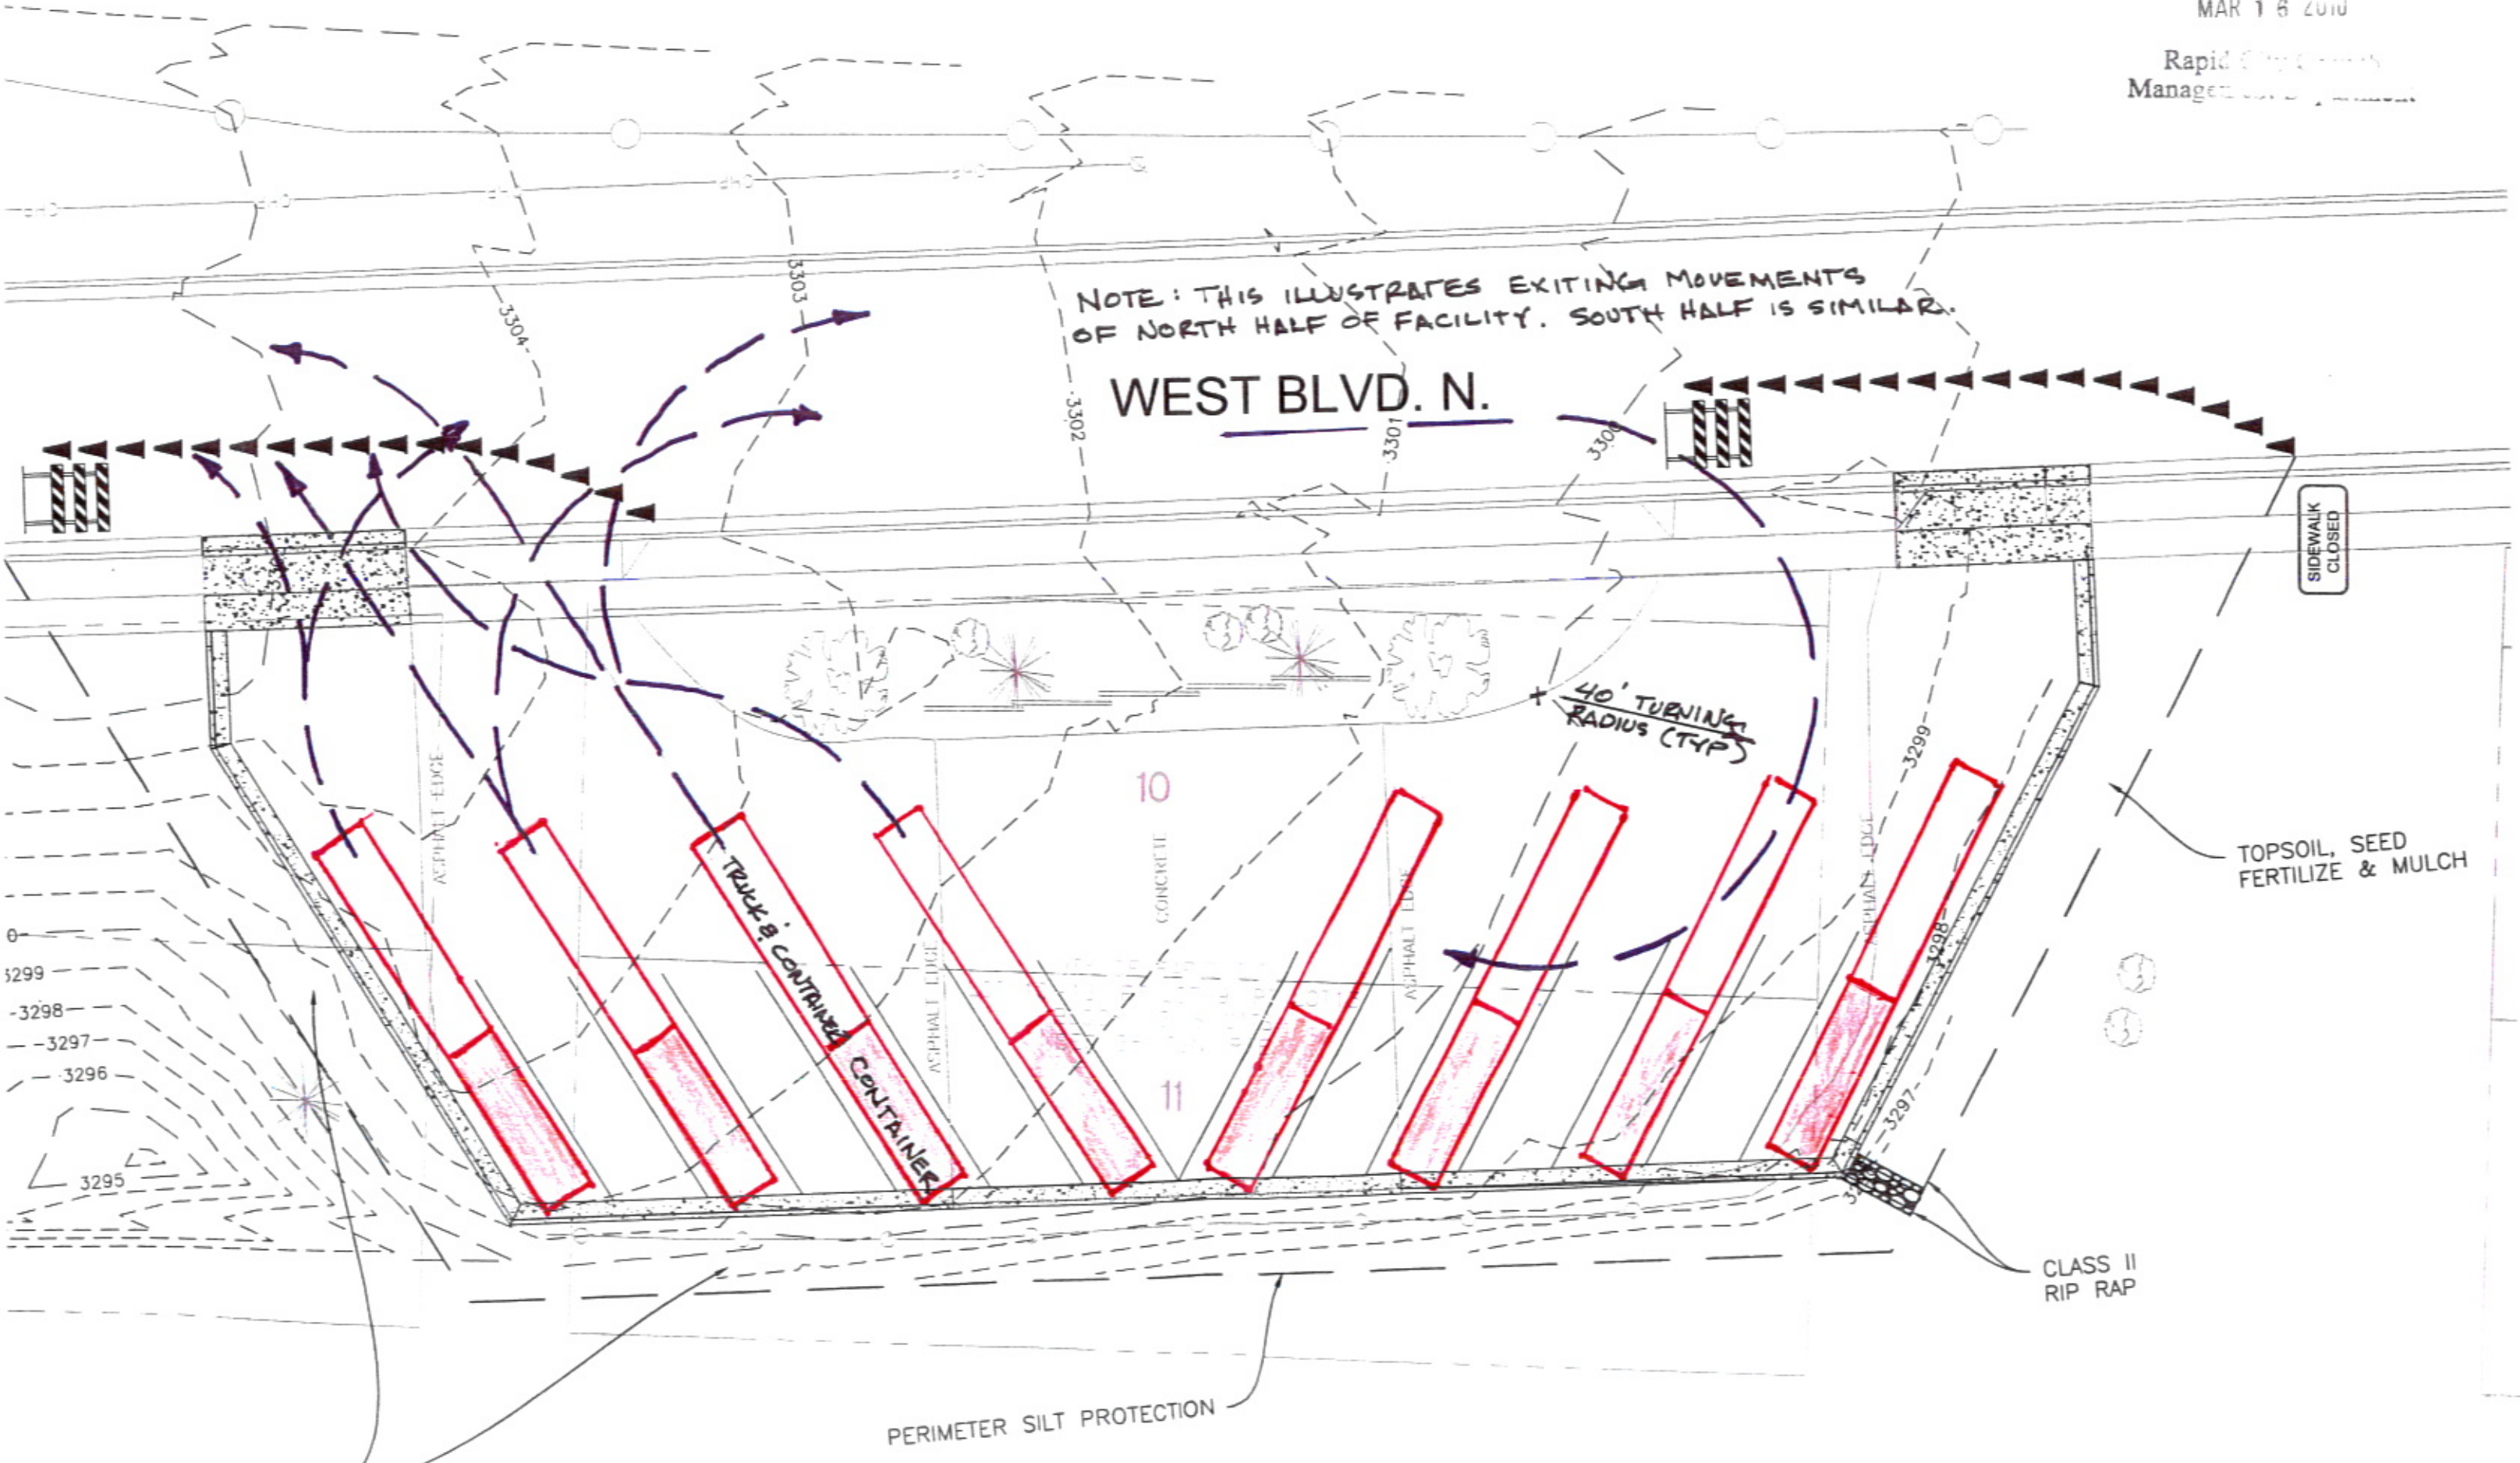 MAR 1 6 2010
Rapid
NOTE: THIS ILLUSTRATES EXITING MOVEMENTS
OF NORTH HALF OF FACILITY. SOUTH HALF IS SIMILAR.
WEST BLVD. N.
3304
3303
3302
3301
3300
SIDEWALK
CLOSED
40' TURNING
RADIUS (TYP)
3299
ASPHALT EDGE
10
CONCRETE
ASPHALT EDGE
ASPHALT EDGE
ASPHALT EDGE
TOPSOIL, SEED
FERTILIZE & MULCH
TRUCK & CONTAINER
CONTAINER
11
3298
3297
3299
3298
3297
3296
3295
CLASS II
RIP RAP
PERIMETER SILT PROTECTION